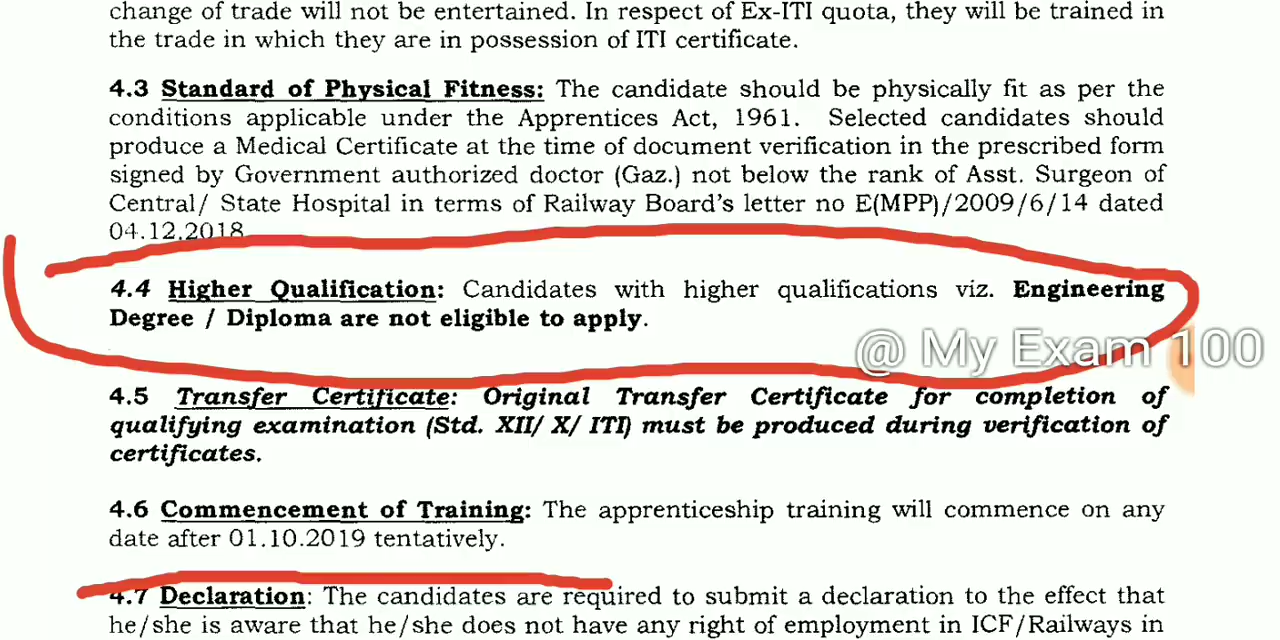 change of trade will not be entertained. In respect of Ex-ITI quota, they will be trained in
the trade in which they are in possession of ITI certificate.
4.3 Standard of Physical Fitness: The candidate should be physically fit as per the
conditions applicable under the Apprentices Act, 1961. Selected candidates should
produce a Medical Certificate at the time of document verification in the prescribed form
signed by Government authorized doctor (Gaz.) not below the rank of Asst. Surgeon of
Central/ State Hospital in terms of Railway Board's letter no E(MPP)/2009/6/14 dated
04.12.2018
4.4 Higher Qualification: Candidates with higher qualifications viz. Engineering
Degree / Diploma are not eligible to apply.
@ My Exam 100
4.5 Transfer Certificate: Original Transfer Certificate for completion of
qualifying examination (Std. XII/ X/ ITI) must be produced during verification of
certificates.
4.6 Commencement of Training: The apprenticeship training will commence on any
date after 01.10.2019 tentatively.
4.7 Declaration: The candidates are required to submit a declaration to the effect that
he/she is aware that he/she does not have any right of employment in ICF/Railways in